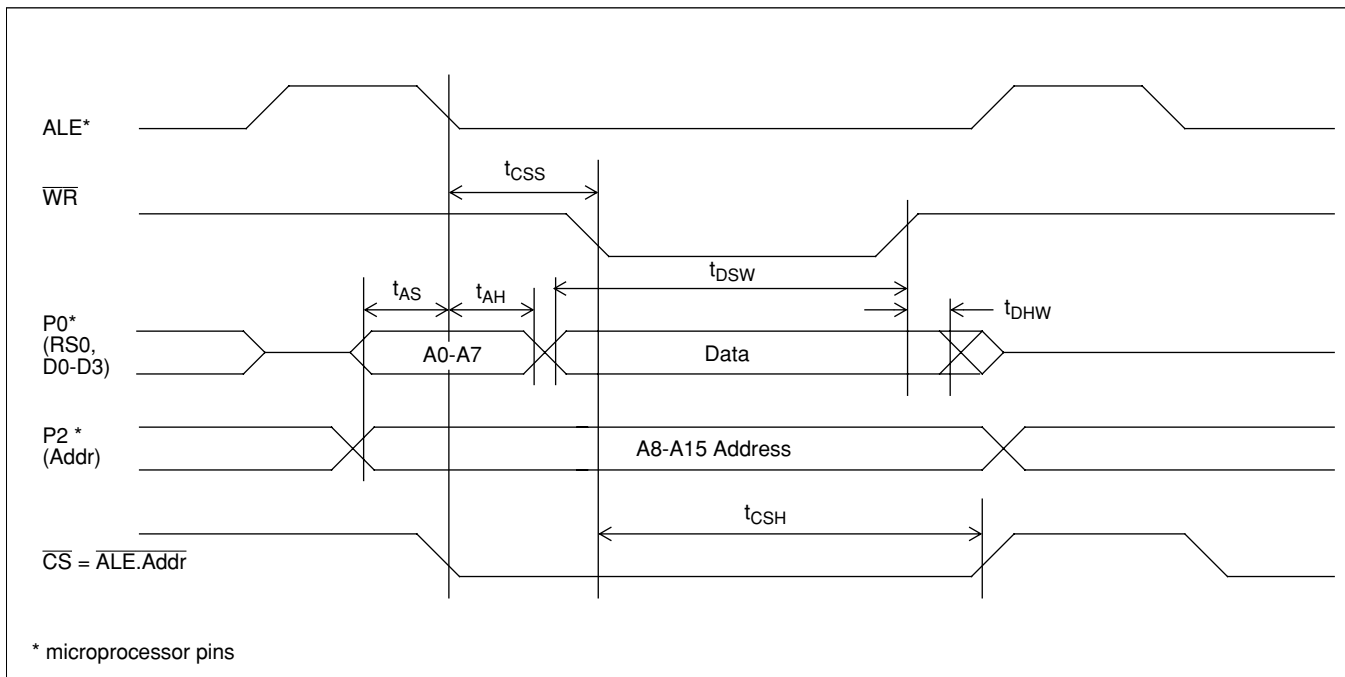 ALE*
tCSS
WR
tDSW
tAS
tAH
tDHW
P0*
(RS0,
D0-D3)
A0-A7
Data
P2 *
(Addr)
A8-A15 Address
tCSH
CS = ALE.Addr
* microprocessor pins